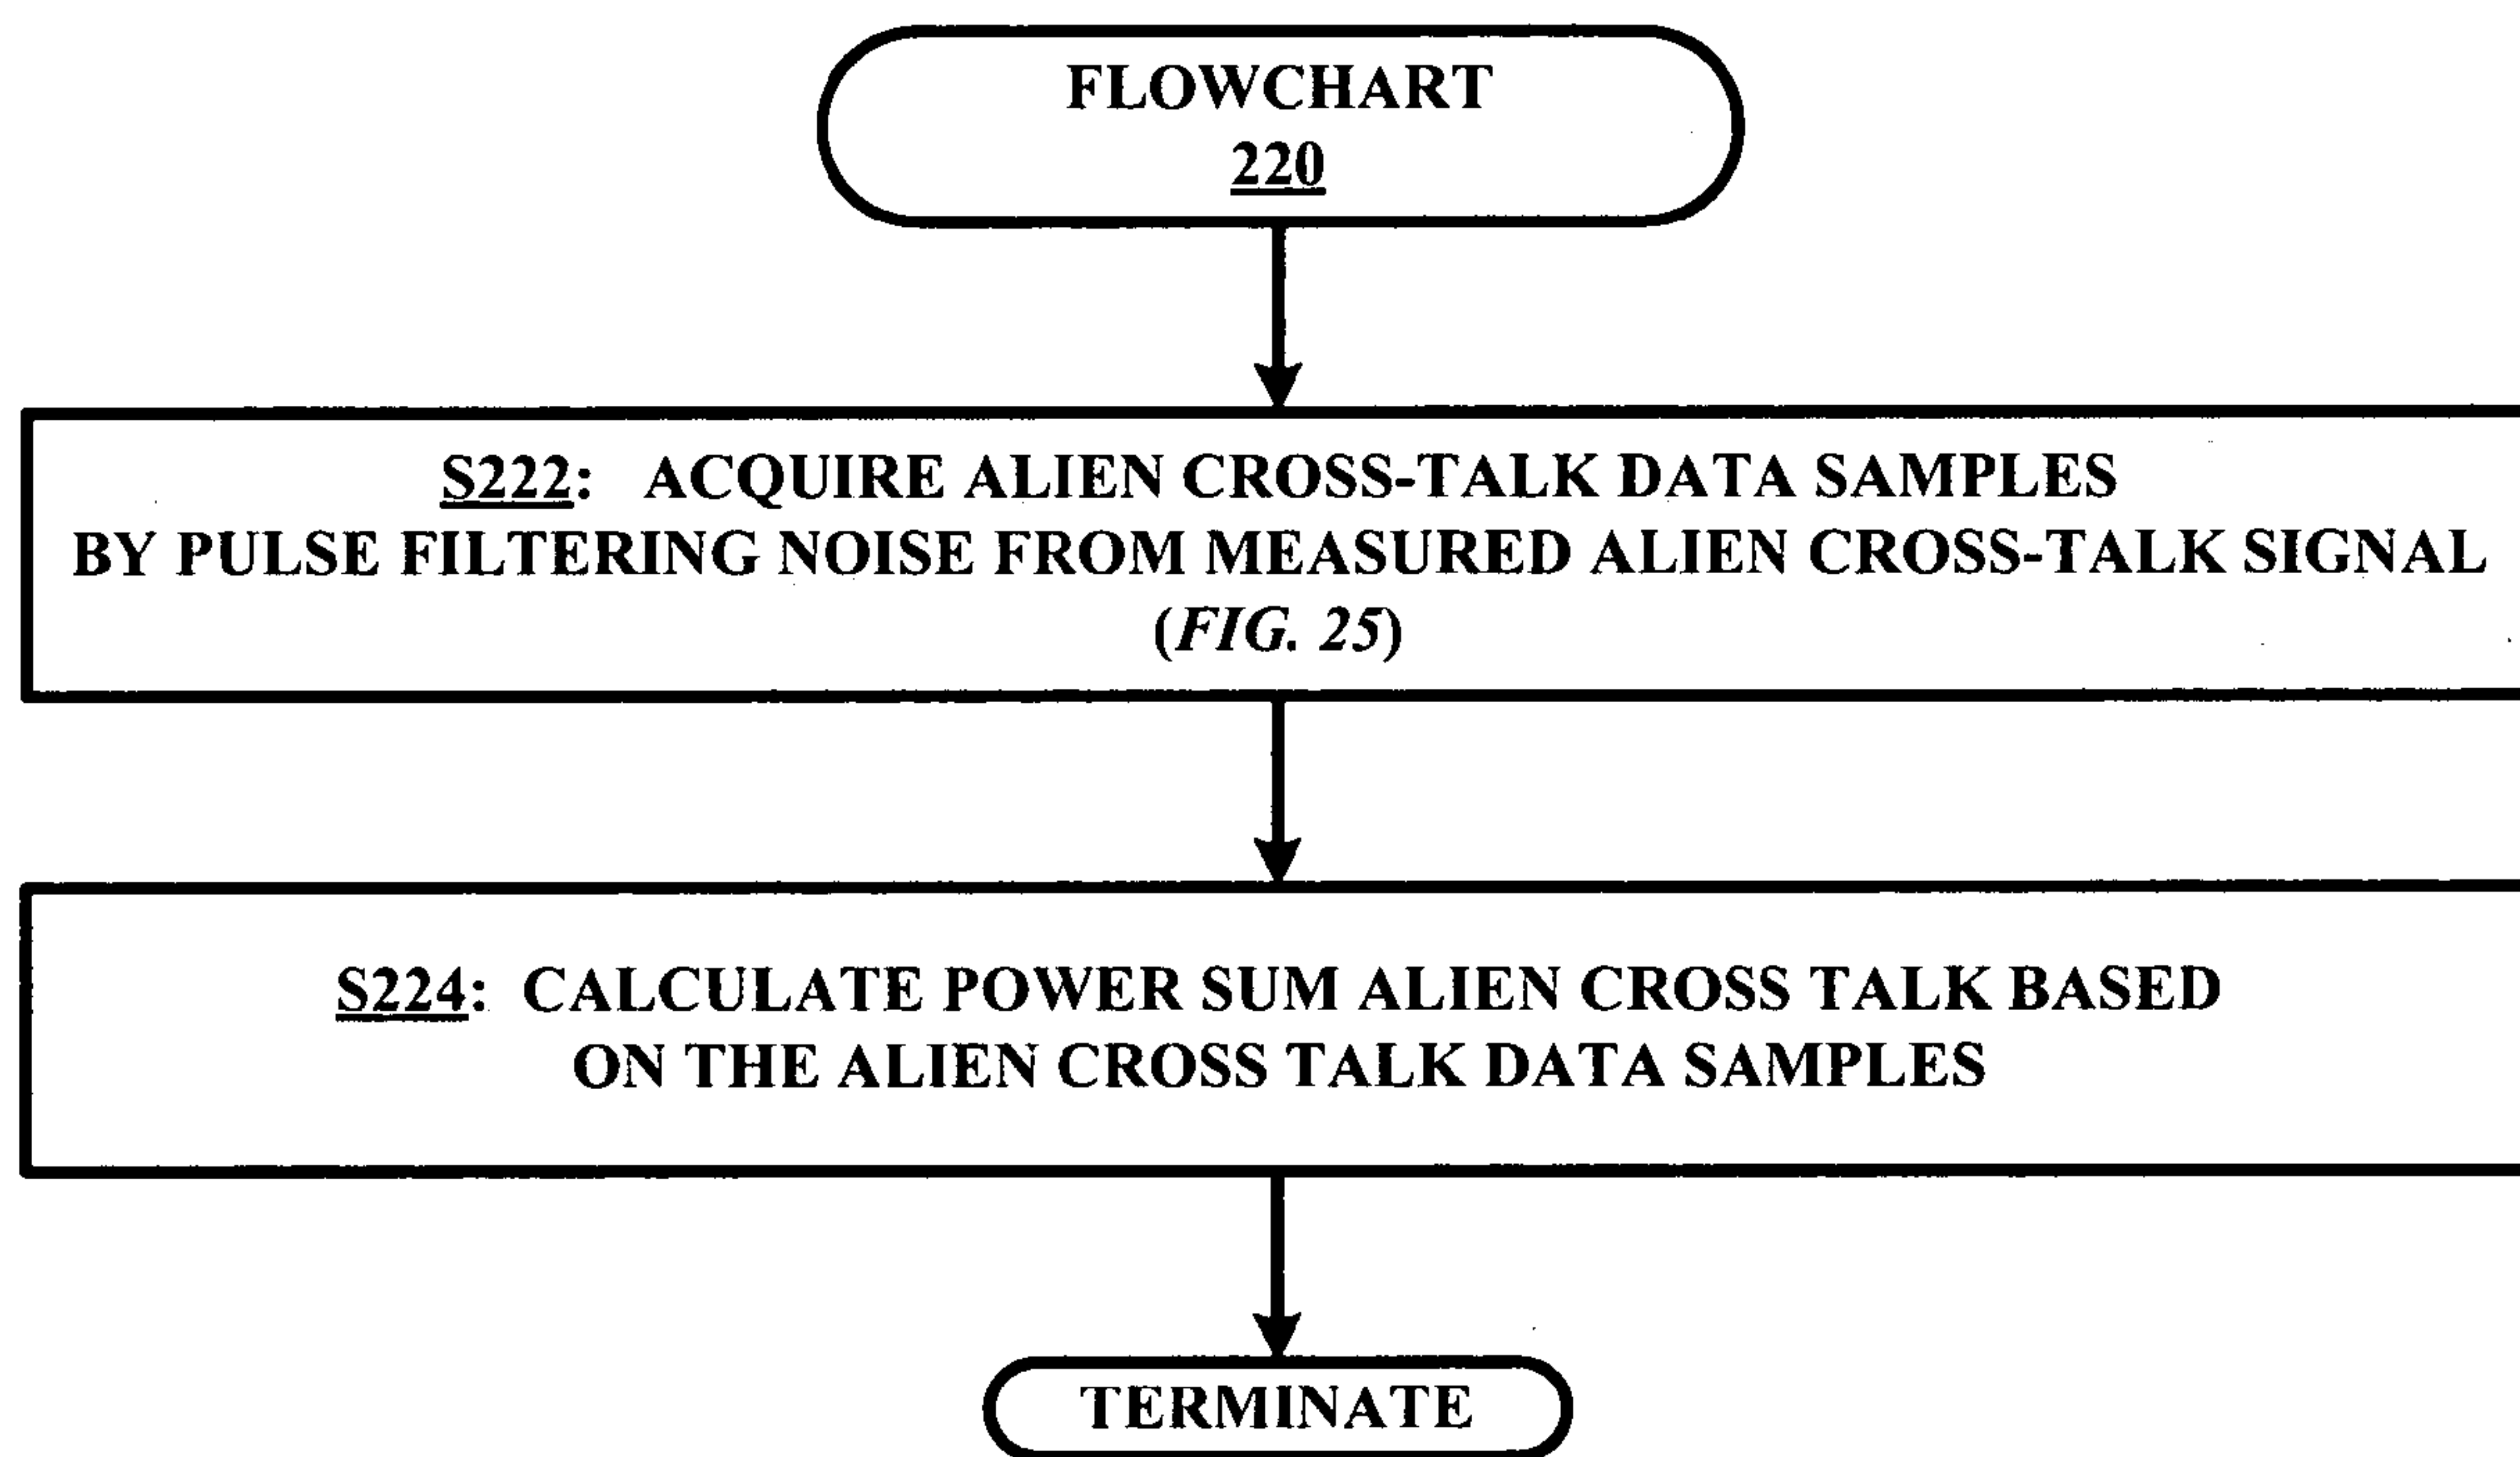 FLOWCHART
220
S222: ACQUIRE ALIEN CROSS-TALK DATA SAMPLES
BY PULSE FILTERING NOISE FROM MEASURED ALIEN CROSS-TALK SIGNAL
(FIG. 25)
S224: CALCULATE POWER SUM ALIEN CROSS TALK BASED
ON THE ALIEN CROSS TALK DATA SAMPLES
TERMINATE